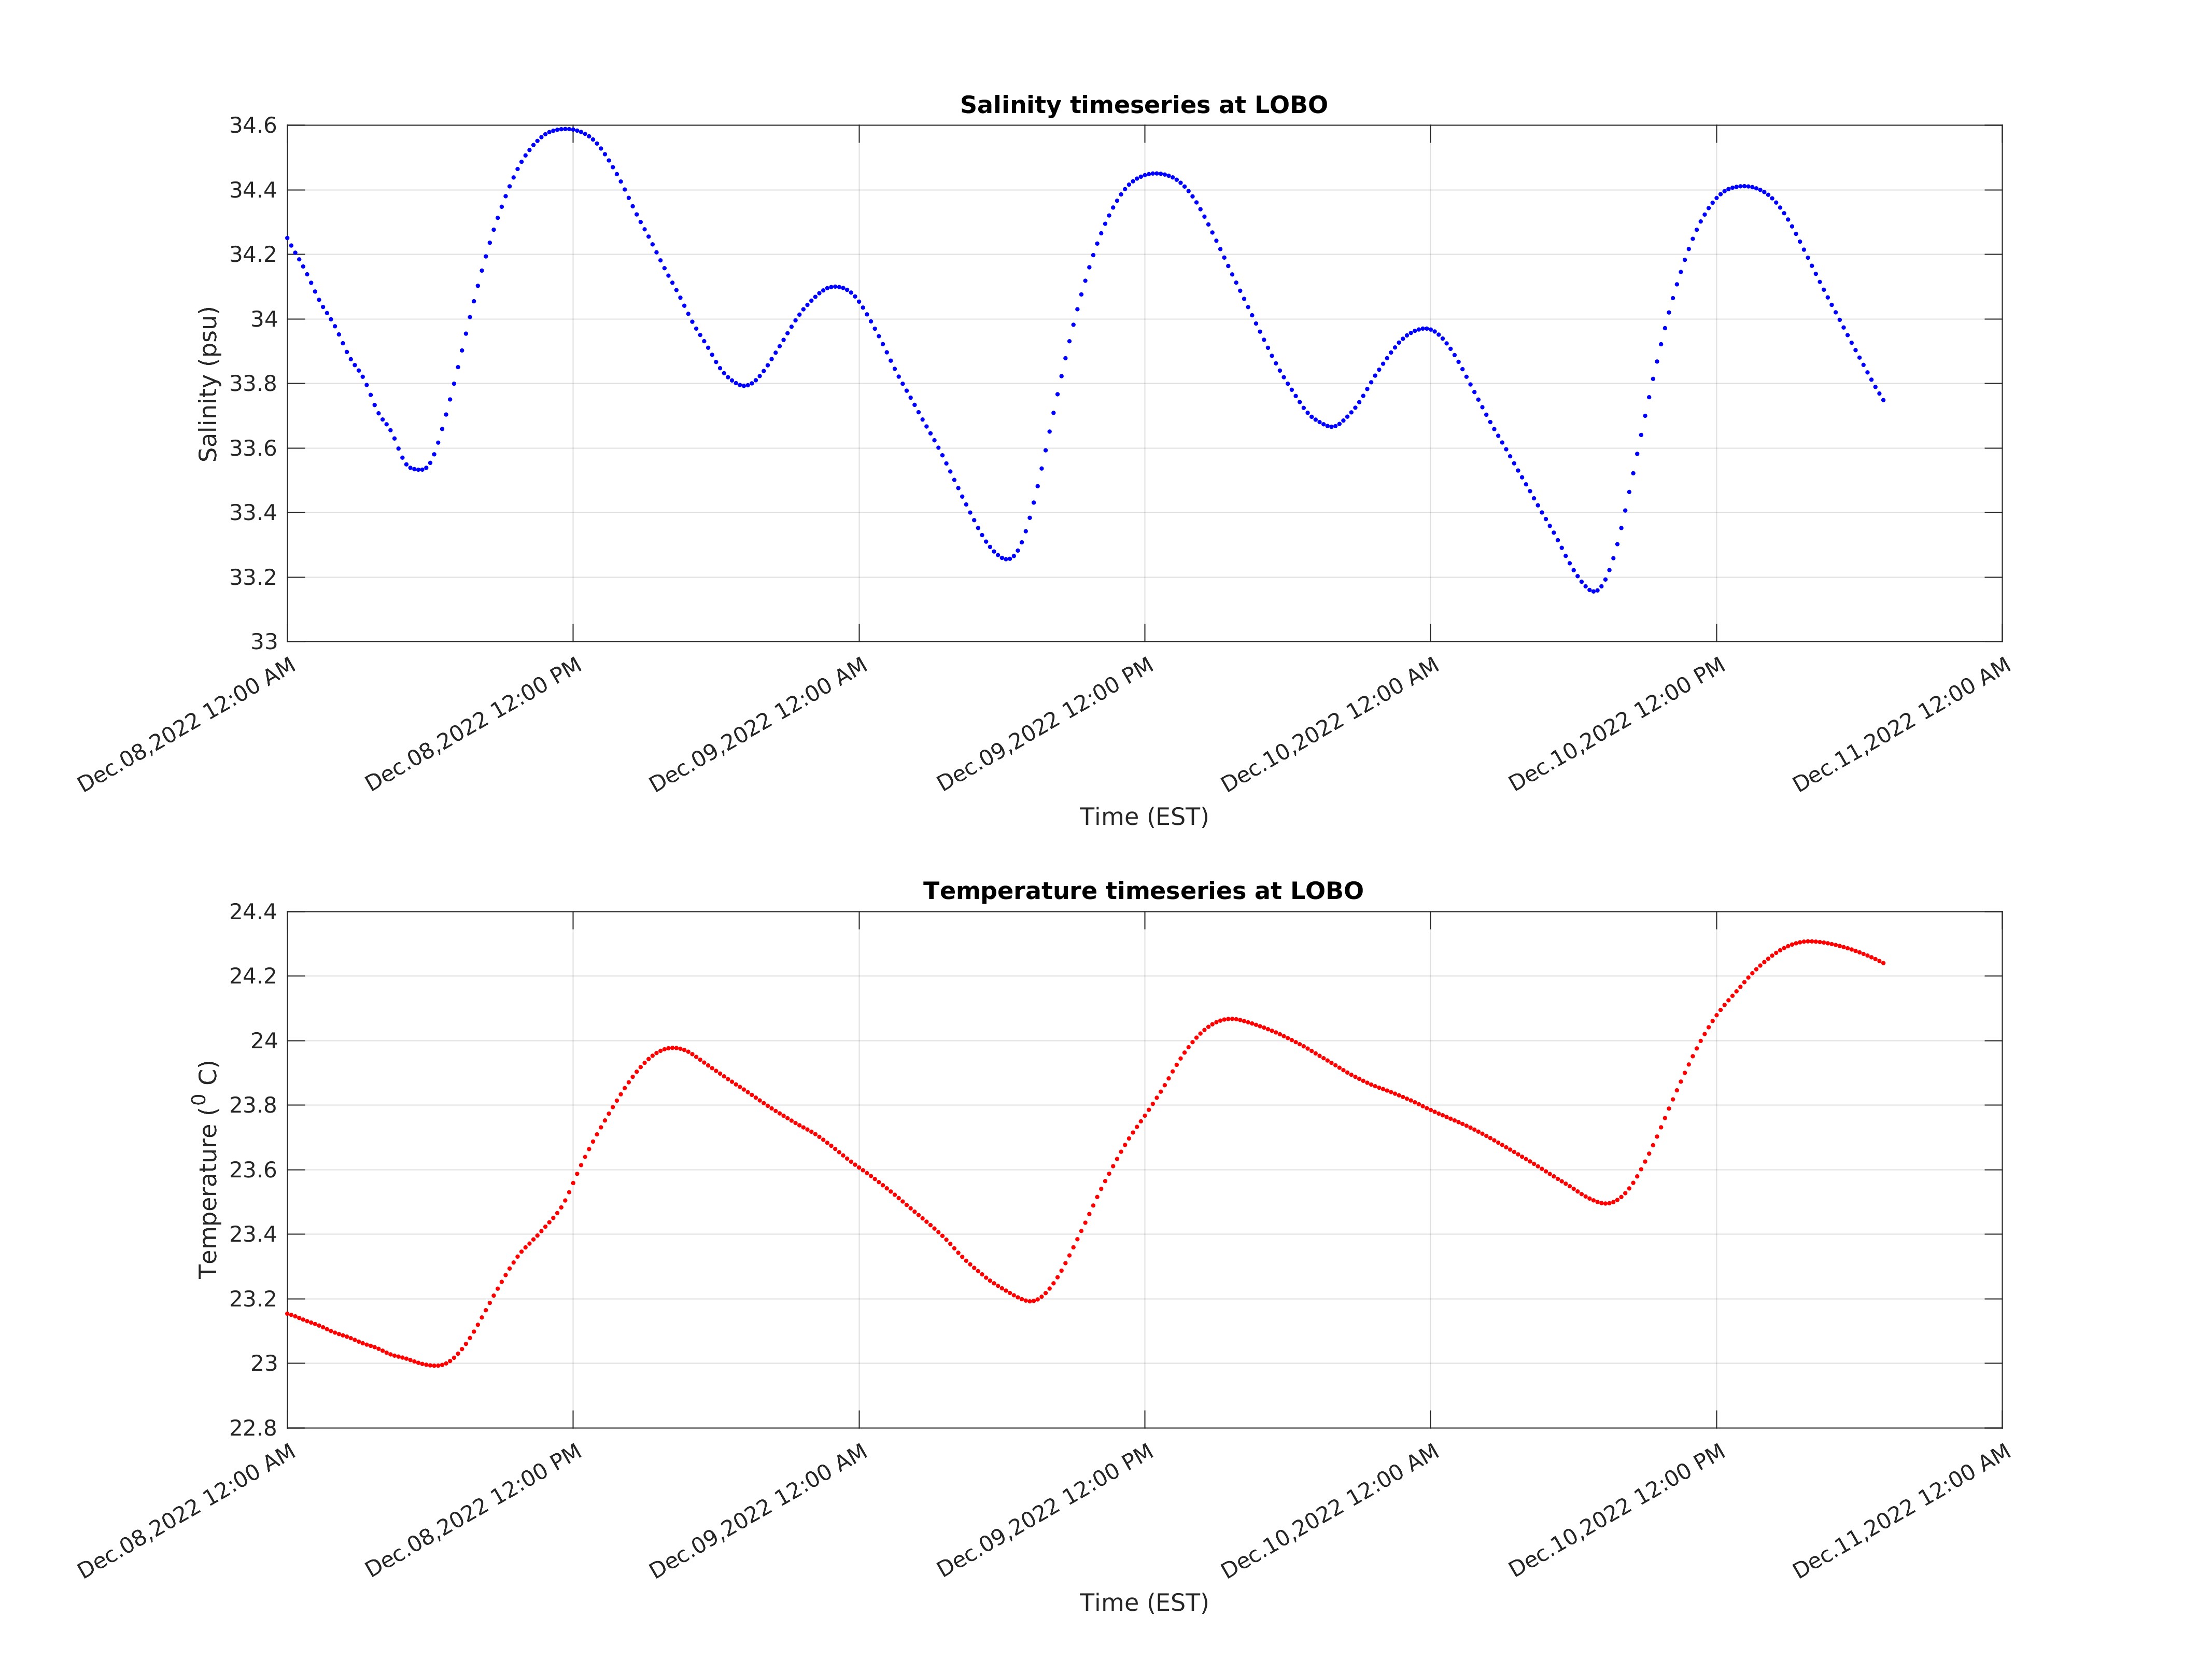 Salinity timeseries at LOBO
Salinity (psu)
34.6
34.4
34.2
34
33.8
33.6
33.4
33.2
33
Dec.08,2022 12:00 AM
Dec.08,2022 12:00 PM
Dec.09,2022 12:00 AM
Dec.09,2022 12:00 PM
Dec.10,2022 12:00 AM
Dec.10,2022 12:00 PM
Dec.11,2022 12:00 AM
Time (EST)
Temperature timeseries at LOBO
Temperature (⁰ C)
24.4
24.2
24
23.8
23.6
23.4
23.2
23
22.8
Dec.08,2022 12:00 AM
Dec.08,2022 12:00 PM
Dec.09,2022 12:00 AM
Dec.09,2022 12:00 PM
Dec.10,2022 12:00 AM
Dec.10,2022 12:00 PM
Dec.11,2022 12:00 AM
Time (EST)